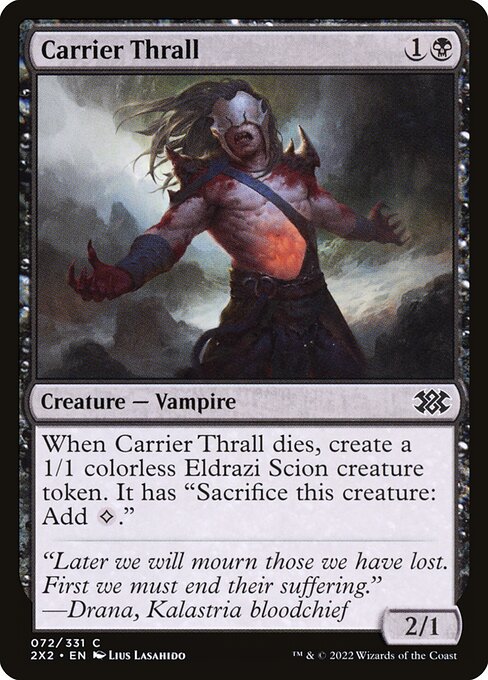 Carrier Thrall 1
Creature — Vampire
When Carrier Thrall dies, create a
1/1 colorless Eldrazi Scion creature
token. It has “Sacrifice this creature:
Add .”
“Later we will mourn those we have lost.
First we must end their suffering.”
—Drana, Kalastria bloodchief
2/1
072/331 C
2X2 • EN Lius Lasahido
™ & © 2022 Wizards of the Coast